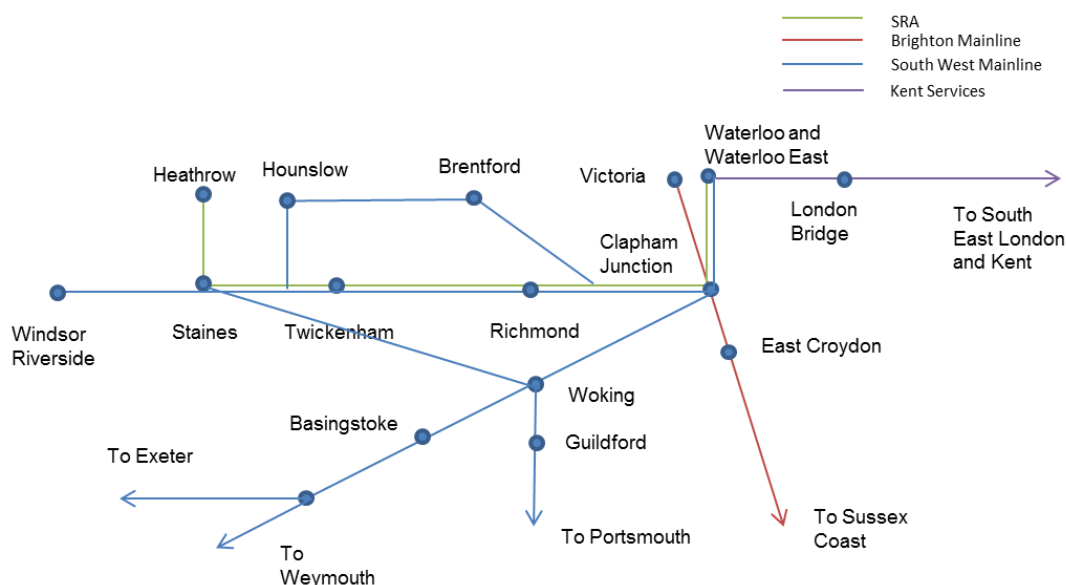 SRA
Brighton Mainline
South West Mainline
Kent Services
Waterloo and
Waterloo East
Heathrow
Hounslow
Brentford
Victoria
London
Bridge
To South
East London
and Kent
Clapham
Junction
Windsor
Riverside
Staines
Twickenham
Richmond
East Croydon
Woking
Basingstoke
Guildford
To Exeter
To Portsmouth
To Sussex
Coast
To
Weymouth